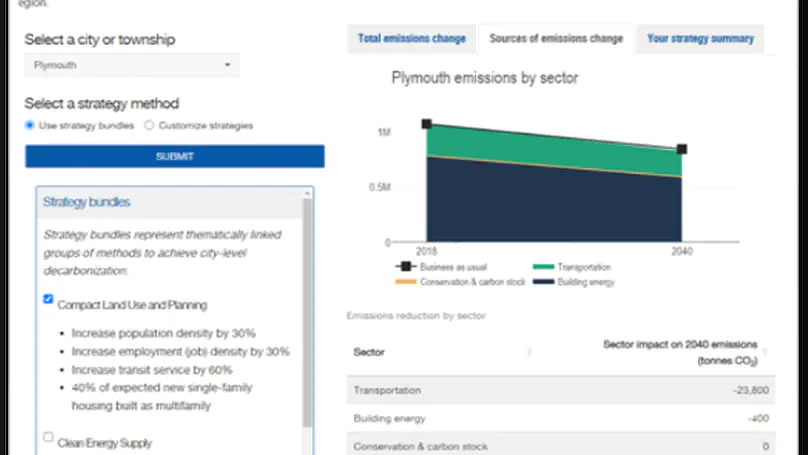 egion.
Select a city or township
Plymouth
Select a strategy method
Use strategy bundles Customize strategies
SUBMIT
Strategy bundles
Strategy bundles represent thematically linked
groups of methods to achieve city-level
decarbonization.
Compact Land Use and Planning
• Increase population density by 30%
• Increase employment (job) density by 30%
• Increase transit service by 60%
• 40% of expected new single-family
housing built as multifamily
Clean Energy Supply
Total emissions change Sources of emissions change Your strategy summary
Plymouth emissions by sector
1M
0.5M
0
2018 2040
Business as usual Transportation
Conservation & carbon stock Building energy
Emissions reduction by sector
Sector Sector impact on 2040 emissions
(tonnes CO₂)
Transportation -23,800
Building energy -400
Conservation & carbon stock 0